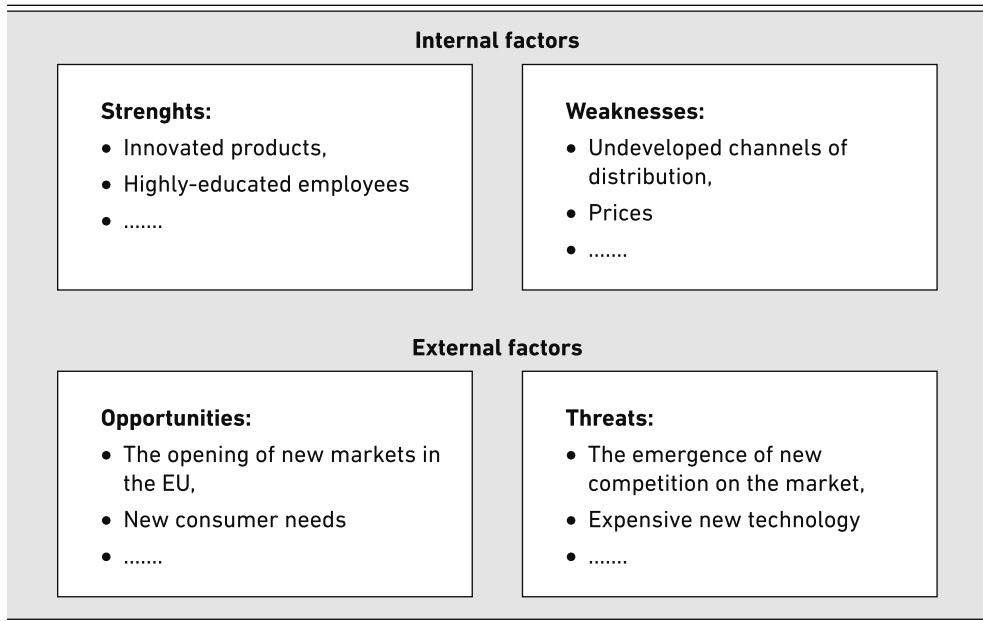 Internal factors
Strenghts:
• Innovated products,
• Highly-educated employees
• .......
Weaknesses:
• Undeveloped channels of
distribution,
• Prices
• .......
External factors
Opportunities:
• The opening of new markets in
the EU,
• New consumer needs
• .......
Threats:
• The emergence of new
competition on the market,
• Expensive new technology
• .......